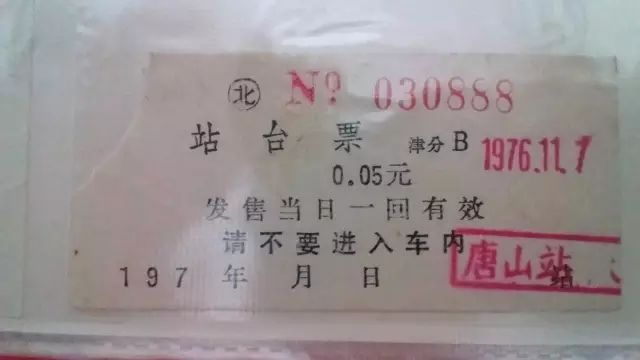 ㊗北 Nº 030888
站台票 津分B 1976.11.7
0.05元
发售当日一回有效
请不要进入车内
197 年 月 日 站
唐山站